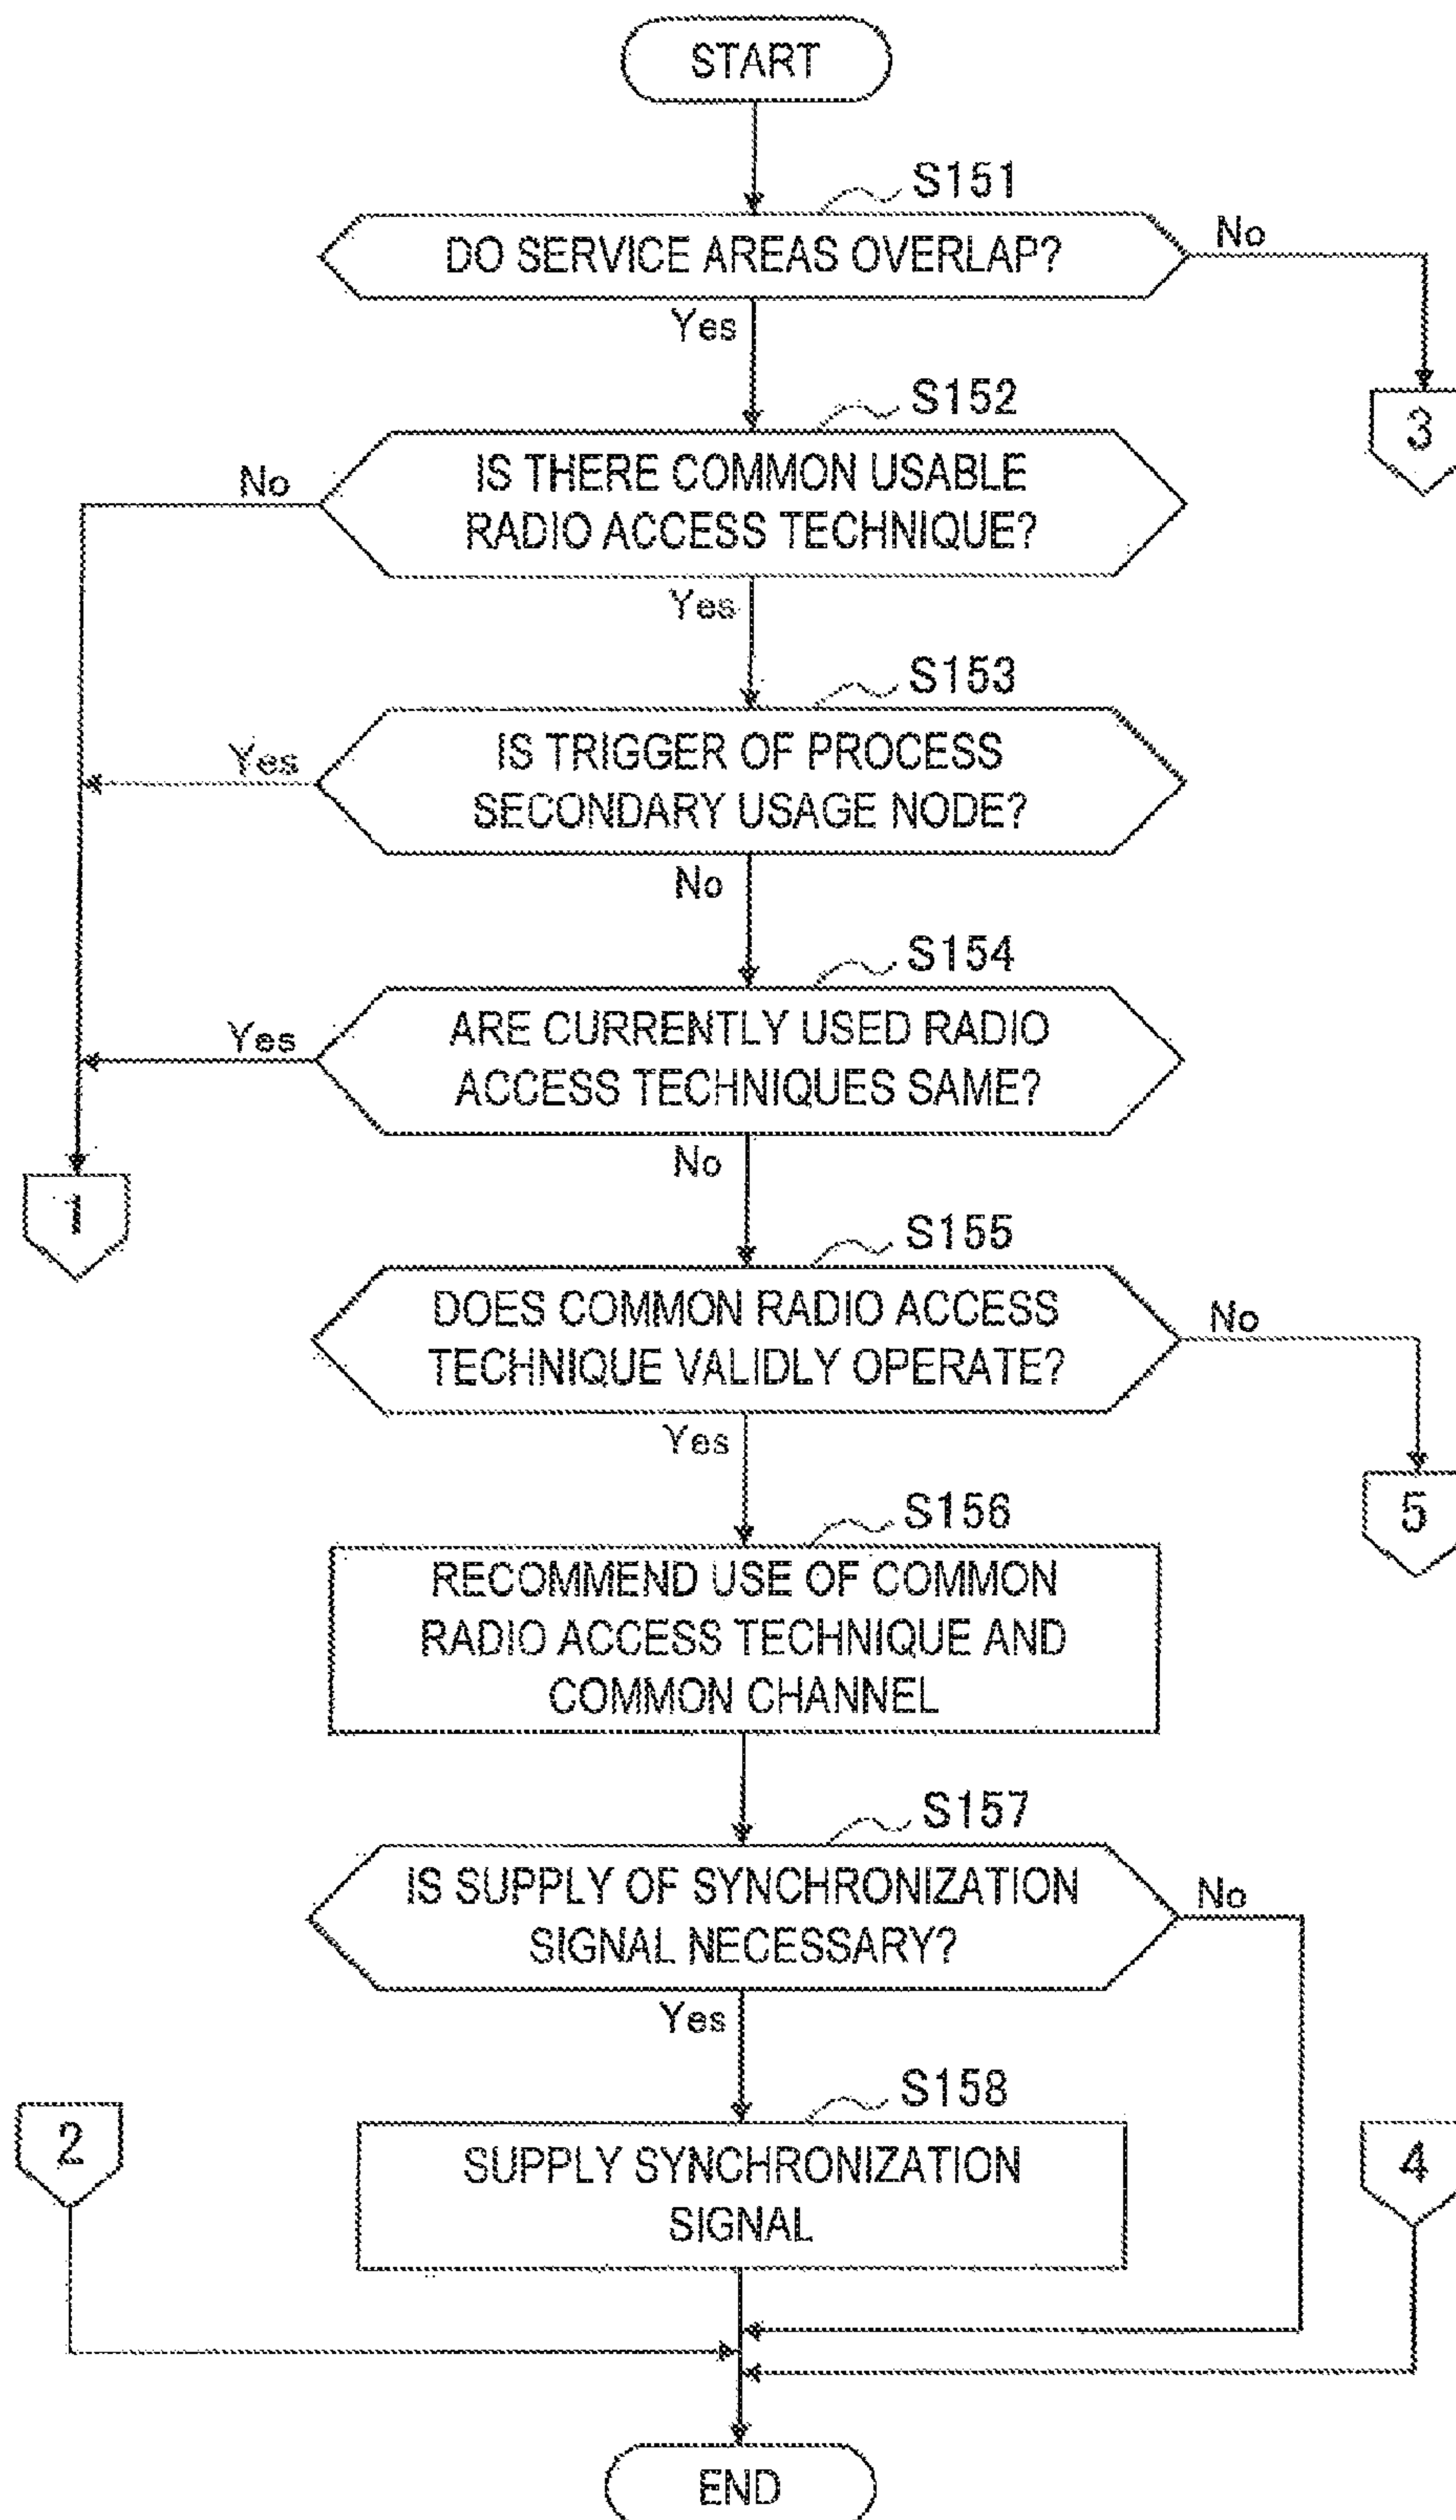 START
S151
DO SERVICE AREAS OVERLAP?
No
Yes
3
S152
IS THERE COMMON USABLE
RADIO ACCESS TECHNIQUE?
No
Yes
S153
IS TRIGGER OF PROCESS
SECONDARY USAGE NODE?
Yes
No
S154
ARE CURRENTLY USED RADIO
ACCESS TECHNIQUES SAME?
Yes
No
1
S155
DOES COMMON RADIO ACCESS
TECHNIQUE VALIDLY OPERATE?
No
Yes
5
S156
RECOMMEND USE OF COMMON
RADIO ACCESS TECHNIQUE AND
COMMON CHANNEL
S157
IS SUPPLY OF SYNCHRONIZATION
SIGNAL NECESSARY?
No
Yes
S158
2
SUPPLY SYNCHRONIZATION
SIGNAL
4
END